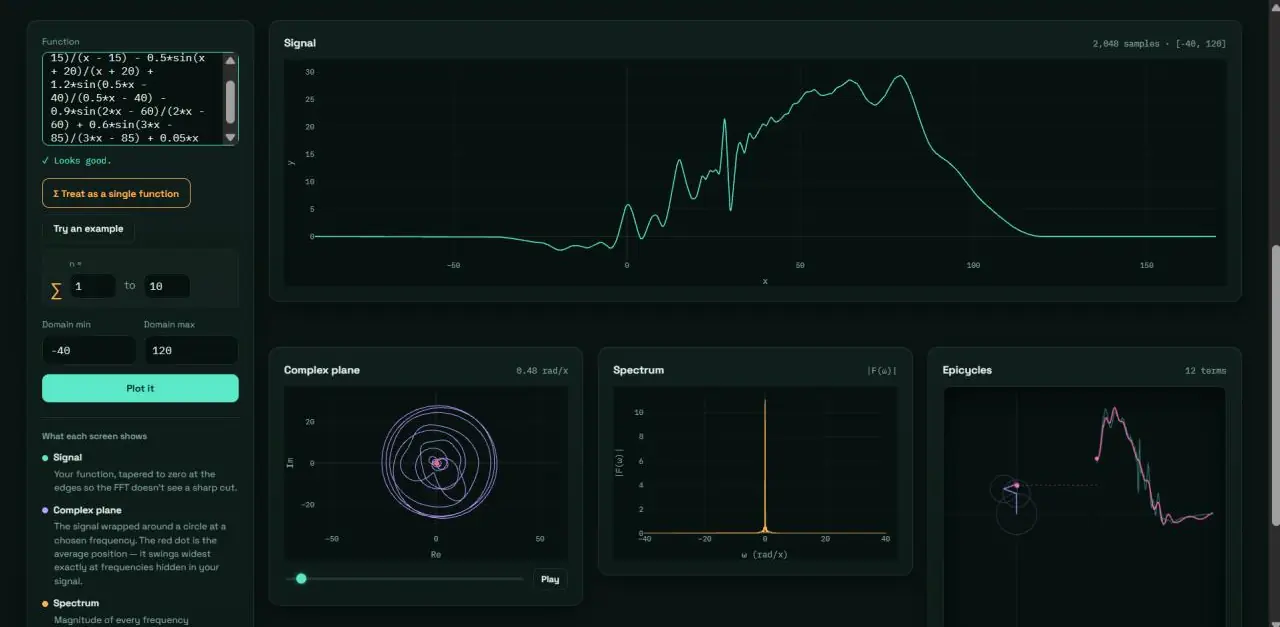 Function
15)/(x - 15) - 0.5*sin(x
+ 20)/(x + 20) +
1.2*sin(0.5*x -
40)/(0.5*x - 40) -
0.9*sin(2*x - 60)/(2*x -
60) + 0.6*sin(3*x -
85)/(3*x - 85) + 0.05*x
✓ Looks good.
Σ Treat as a single function
Try an example
n =
∑ 1 to 10
Domain min Domain max
-40 120
Plot it
What each screen shows
Signal
Your function, tapered to zero at the
edges so the FFT doesn't see a sharp cut.
Complex plane
The signal wrapped around a circle at a
chosen frequency. The red dot is the
average position — it swings widest
exactly at frequencies hidden in your
signal.
Spectrum
Magnitude of every frequency
Signal 2,048 samples · [-40, 120]
30
25
20
15
10
5
0
y
−50 0 50 100 150
x
Complex plane 0.48 rad/x
20
0
−20
Im
−50 0 50
Re
Play
Spectrum |F(ω)|
10
8
6
4
2
0
|F(ω)|
−40 −20 0 20 40
ω (rad/x)
Epicycles 12 terms